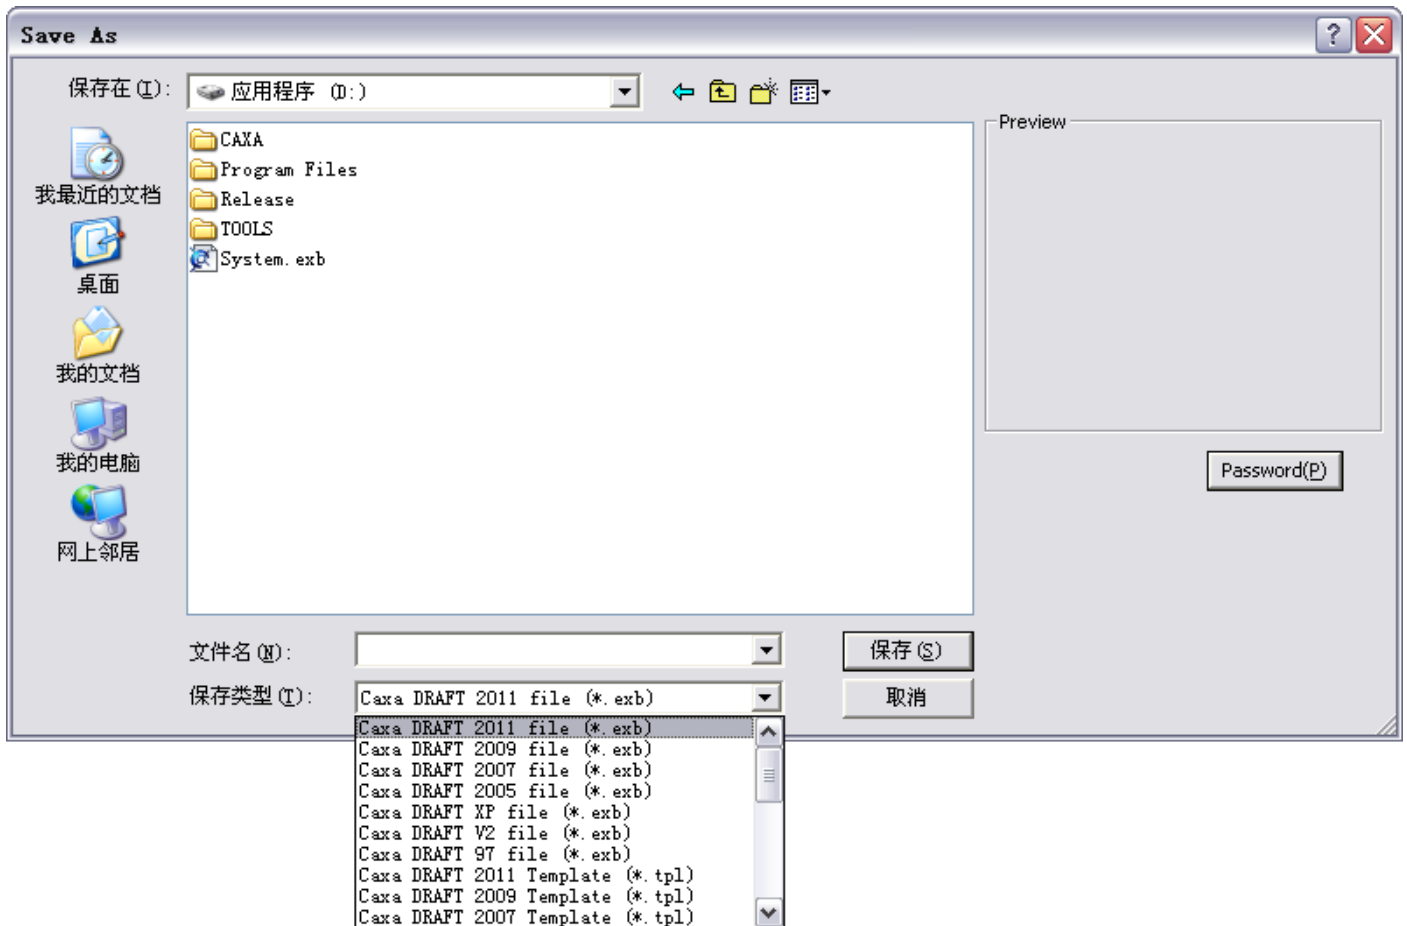 Save As
保存在(I):
应用程序 (D:)
Preview
CAXA
Program Files
Release
TOOLS
System.exb
我最近的文档
桌面
我的文档
我的电脑
网上邻居
Password(P)
文件名(N):
保存(S)
保存类型(T):
Caxa DRAFT 2011 file (*.exb)
取消
Caxa DRAFT 2011 file (*.exb)
Caxa DRAFT 2009 file (*.exb)
Caxa DRAFT 2007 file (*.exb)
Caxa DRAFT 2005 file (*.exb)
Caxa DRAFT XP file (*.exb)
Caxa DRAFT V2 file (*.exb)
Caxa DRAFT 97 file (*.exb)
Caxa DRAFT 2011 Template (*.tpl)
Caxa DRAFT 2009 Template (*.tpl)
Caxa DRAFT 2007 Template (*.tpl)